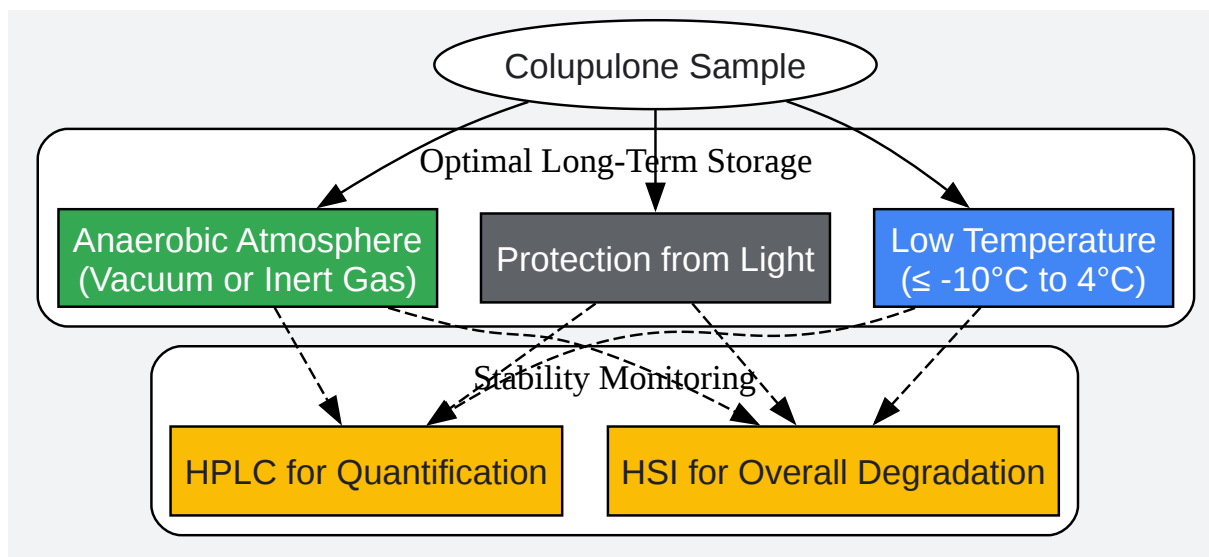 Colupulone Sample
Optimal Long-Term Storage
Anaerobic Atmosphere
(Vacuum or Inert Gas)
Protection from Light
Low Temperature
(≤ -10°C to 4°C)
Stability Monitoring
HPLC for Quantification
HSI for Overall Degradation